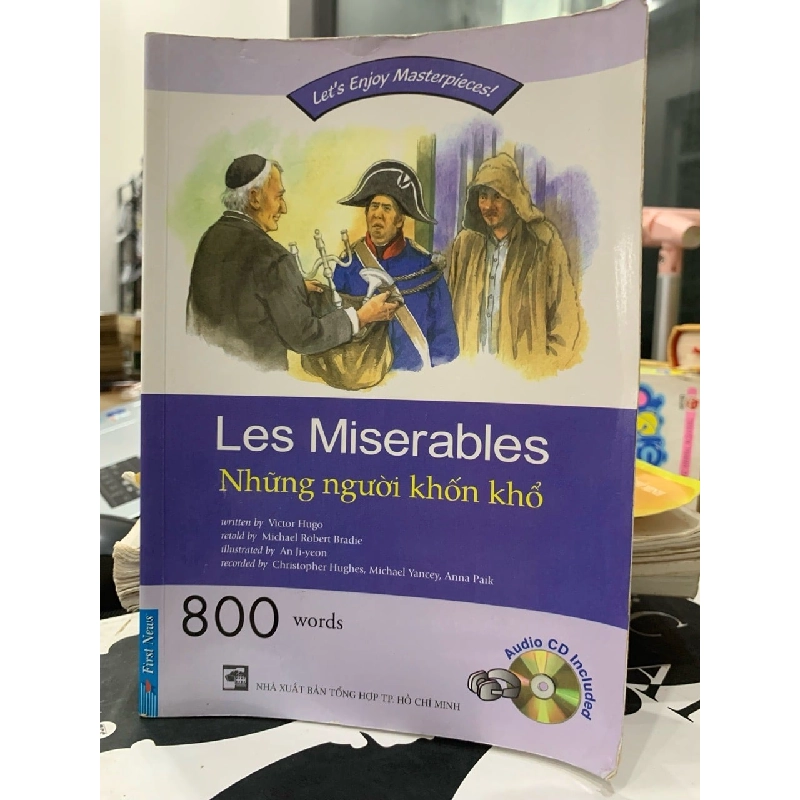 Let's Enjoy Masterpieces!
Les Miserables
Những người khốn khổ
written by Victor Hugo
retold by Michael Robert Bradie
illustrated by An Ji-yeon
recorded by Christopher Hughes, Michael Yancey, Anna Paik
800 words
Audio CD Included
First News
NHÀ XUẤT BẢN TỔNG HỢP TP. HỒ CHÍ MINH